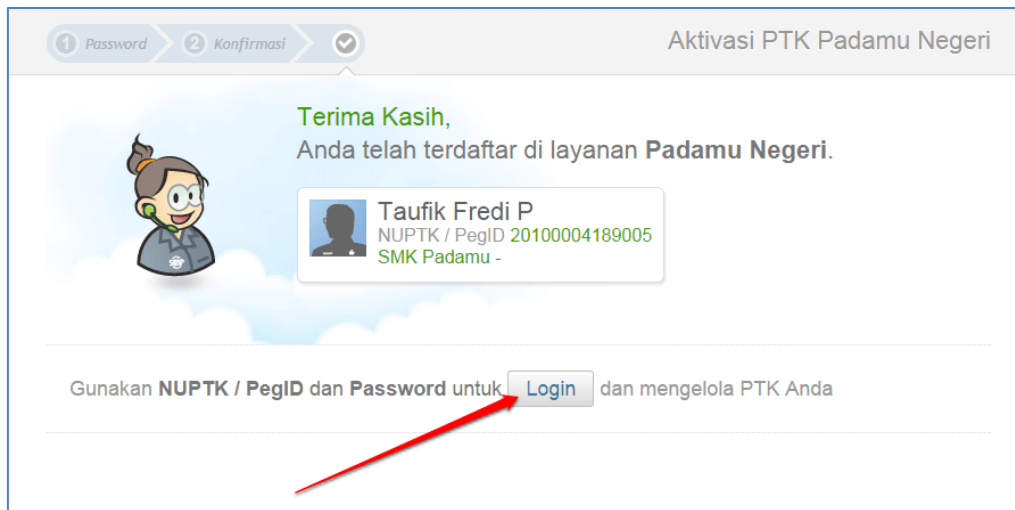 1 Password 2 Konfirmasi
Aktivasi PTK Padamu Negeri
Terima Kasih,
Anda telah terdaftar di layanan Padamu Negeri.
Taufik Fredi P
NUPTK / PegID 20100004189005
SMK Padamu -
Gunakan NUPTK / PegID dan Password untuk Login dan mengelola PTK Anda